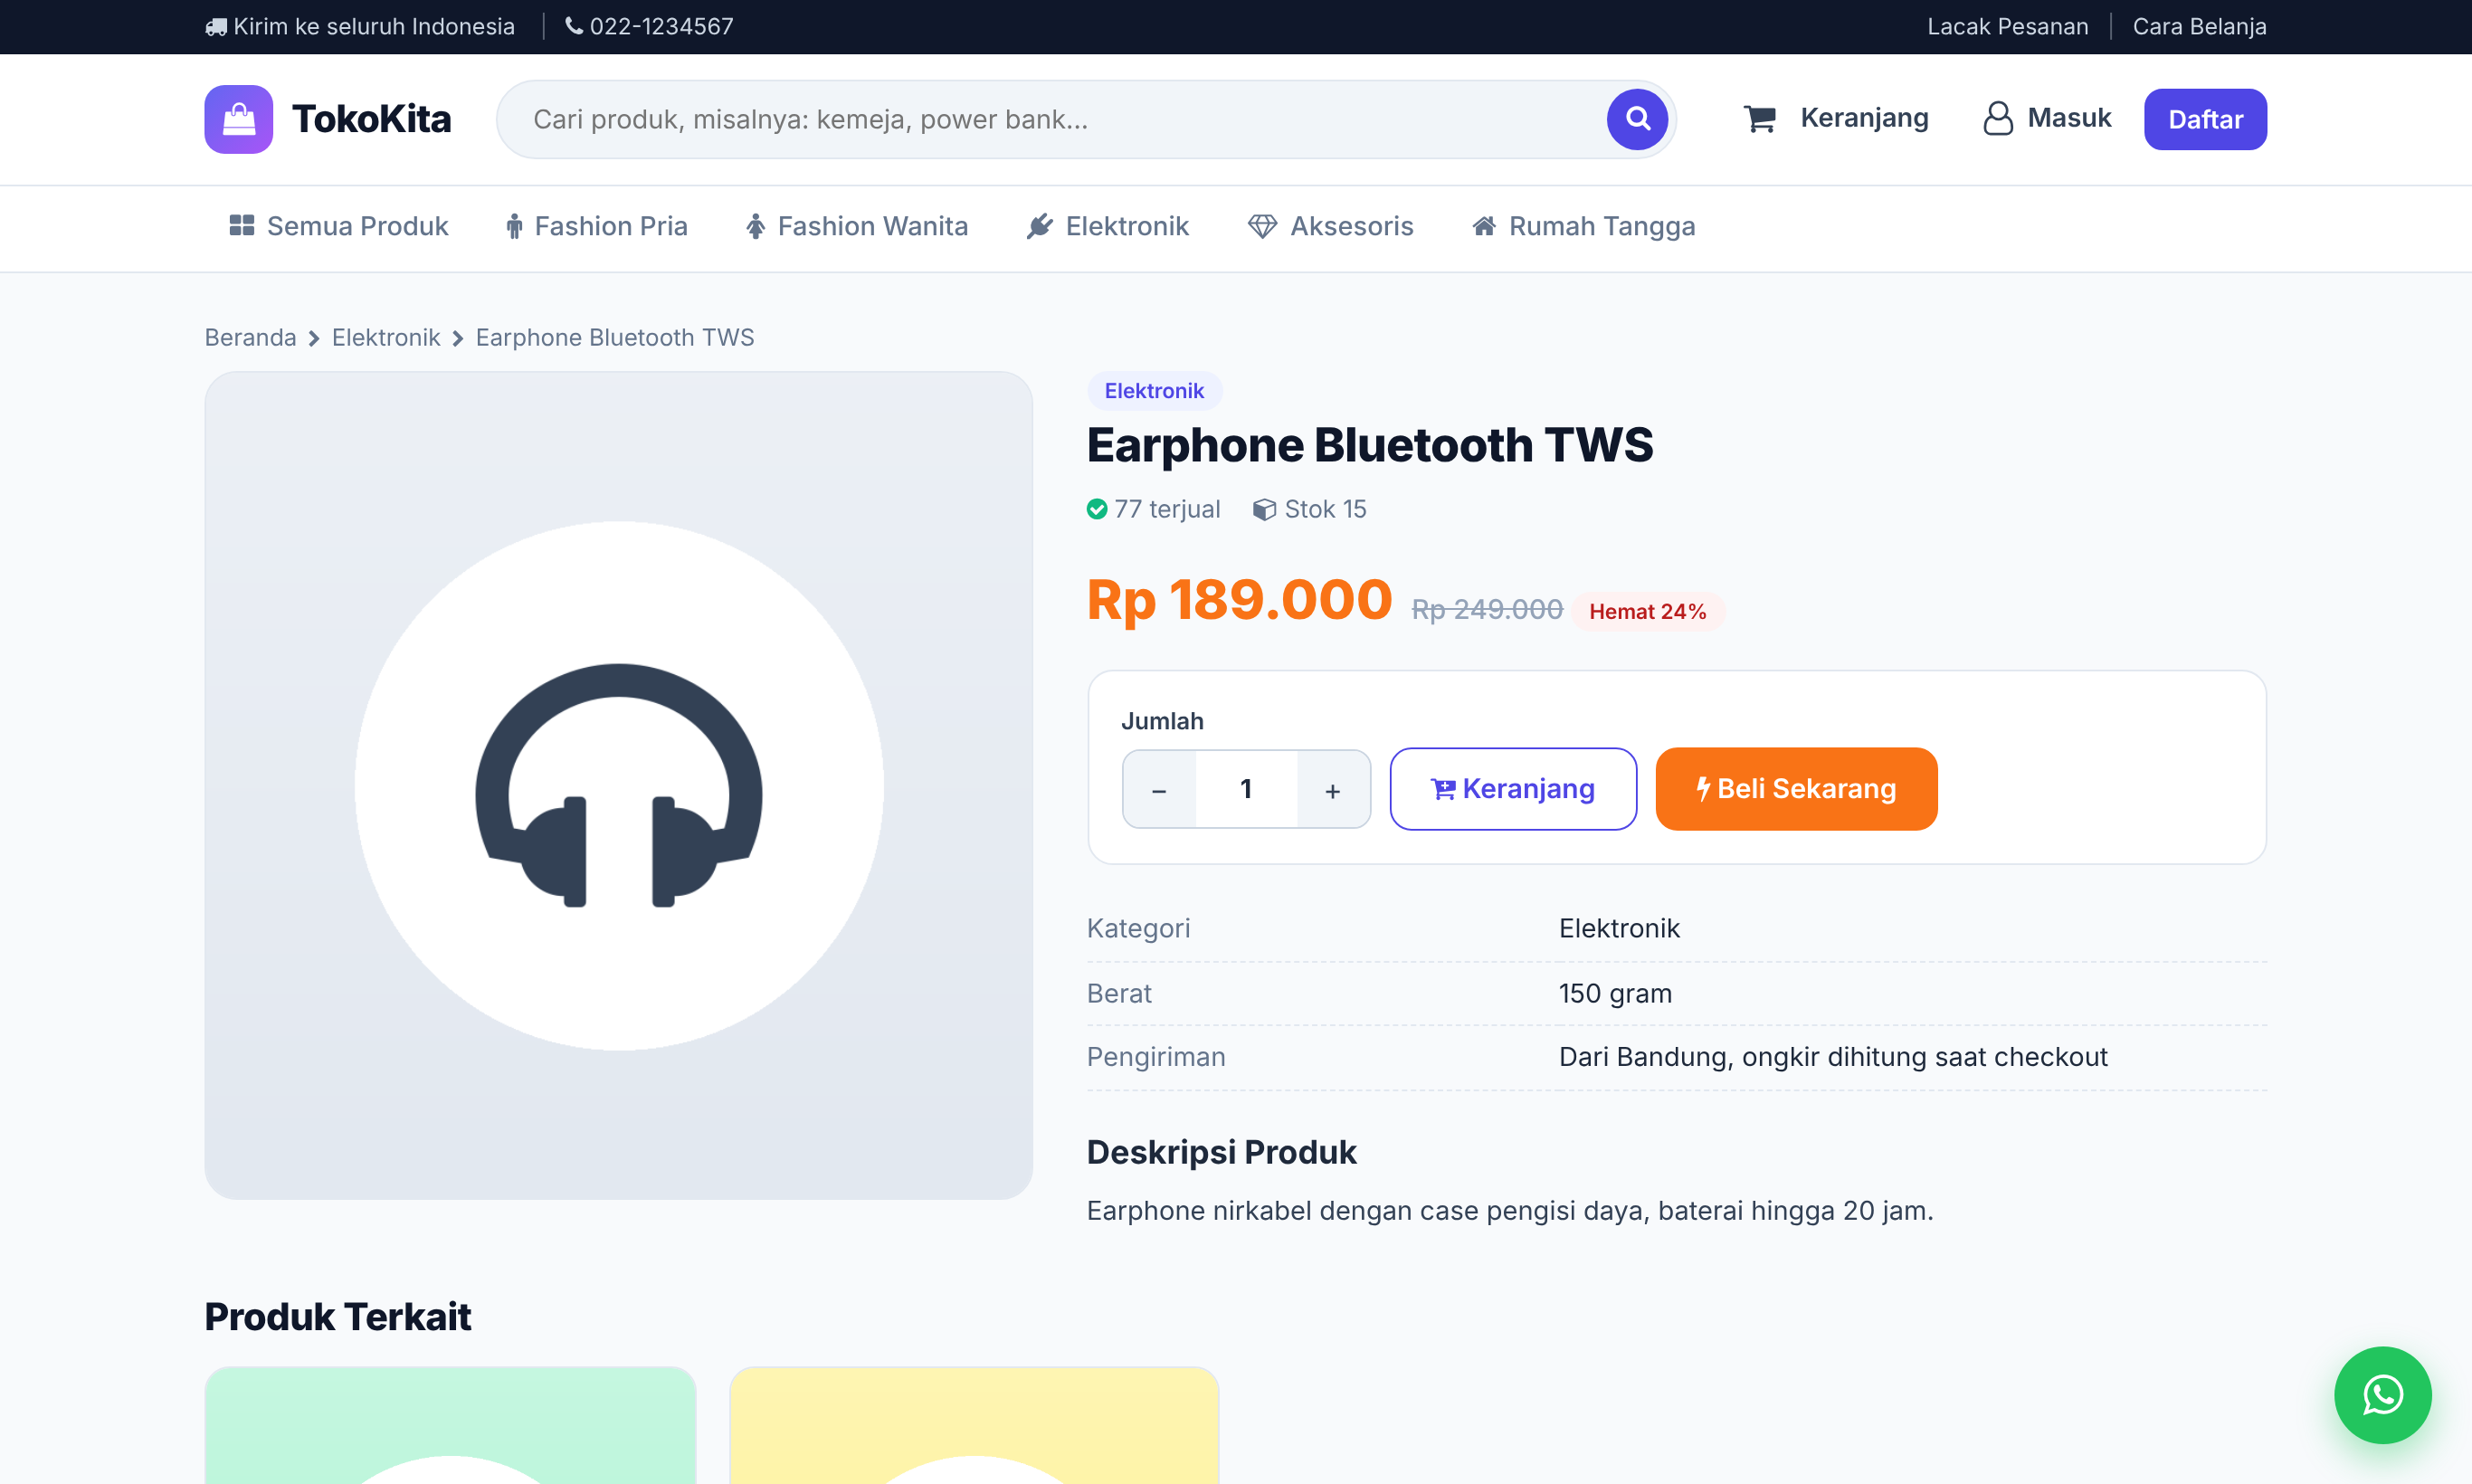 Kirim ke seluruh Indonesia 022-1234567 Lacak Pesanan Cara Belanja
TokoKita Cari produk, misalnya: kemeja, power bank... Keranjang Masuk Daftar
Semua Produk Fashion Pria Fashion Wanita Elektronik Aksesoris Rumah Tangga
Beranda Elektronik Earphone Bluetooth TWS
Elektronik
Earphone Bluetooth TWS
77 terjual Stok 15
Rp 189.000 Rp 249.000 Hemat 24%
Jumlah
− 1 + Keranjang Beli Sekarang
Kategori Elektronik
Berat 150 gram
Pengiriman Dari Bandung, ongkir dihitung saat checkout
Deskripsi Produk
Earphone nirkabel dengan case pengisi daya, baterai hingga 20 jam.
Produk Terkait